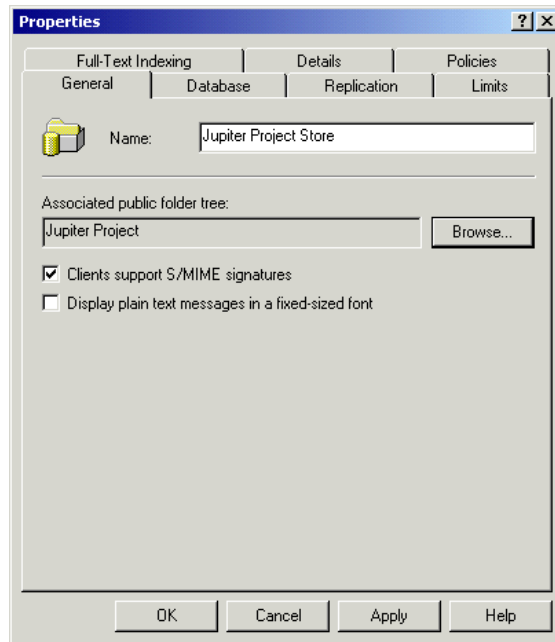 Properties
Full-Text Indexing Details Policies
General Database Replication Limits
Name: Jupiter Project Store
Associated public folder tree:
Jupiter Project Browse...
Clients support S/MIME signatures
Display plain text messages in a fixed-sized font
OK Cancel Apply Help